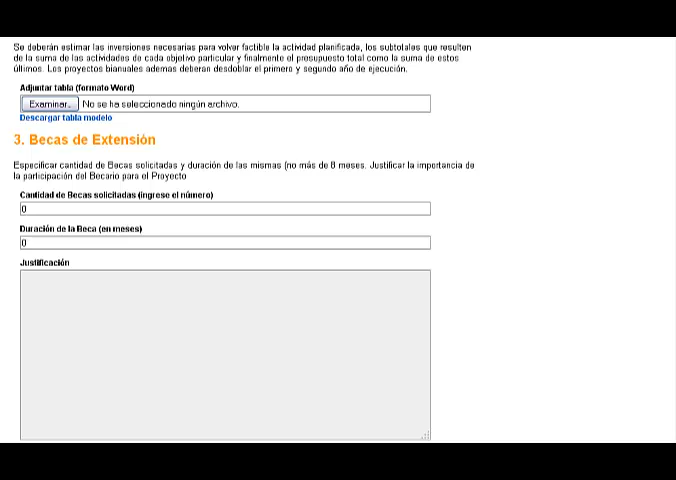 Se deberán estimar las inversiones necesarias para volver factible la actividad planificada, los subtotales que resulten
de la suma de las actividades de cada objetivo particular y finalmente el presupuesto total como la suma de estos
últimos. Los proyectos bianuales ademas deberan desdoblar el primero y segundo año de ejecución.
Adjuntar tabla (formato Word)
Examinar... No se ha seleccionado ningún archivo.
Descargar tabla modelo
3. Becas de Extensión
Especificar cantidad de Becas solicitadas y duración de las mismas (no más de 8 meses. Justificar la importancia de
la participación del Becario para el Proyecto
Cantidad de Becas solicitadas (ingrese el número)
0
Duración de la Beca (en meses)
0
Justificación